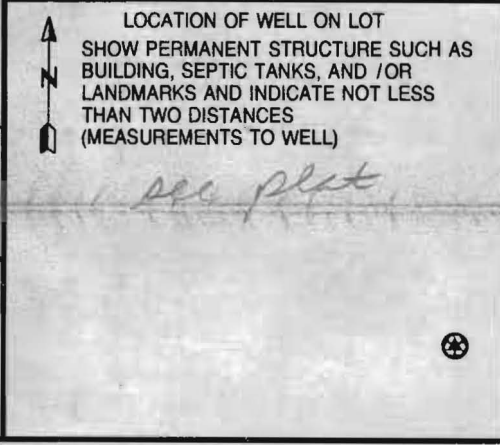 LOCATION OF WELL ON LOT
SHOW PERMANENT STRUCTURE SUCH AS
BUILDING, SEPTIC TANKS, AND /OR
LANDMARKS AND INDICATE NOT LESS
THAN TWO DISTANCES
(MEASUREMENTS TO WELL)
N
see plat